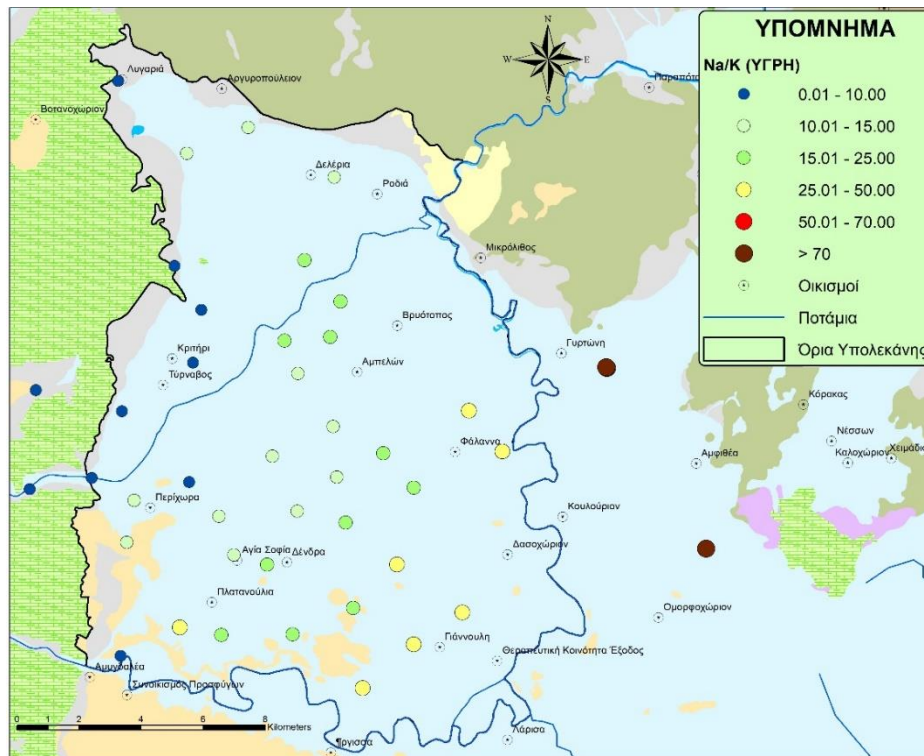 ΥΠΟΜΝΗΜΑ
Na/K (ΥΓΡΗ)
0.01 - 10.00
10.01 - 15.00
15.01 - 25.00
25.01 - 50.00
50.01 - 70.00
> 70
Οικισμοί
Ποτάμια
Όρια Υπολεκάνης
N
W
E
S
Λυγαριά
Αργυροπούλειον
Βοτανοχώριον
Δελέρια
Ροδιά
Μικρόλιθος
Βρυότοπος
Γυρτώνη
Κριτήρι
Τύρναβος
Αμπελών
Κόρακας
Φάλαννα
Αμφιθέα
Νέσσων
Καλοχώριον
Χειμάδι
Περίχωρα
Κουλούριον
Αγία Σοφία
Δένδρα
Δασοχώριον
Πλατανούλια
Ομορφοχώριον
Γιάννουλη
Θεραπευτική Κοινότητα Έξοδος
Αμυγδαλέα
Συνοικισμός Προσφύγων
0 2 4 6 8
Kilometers
Λάρισα